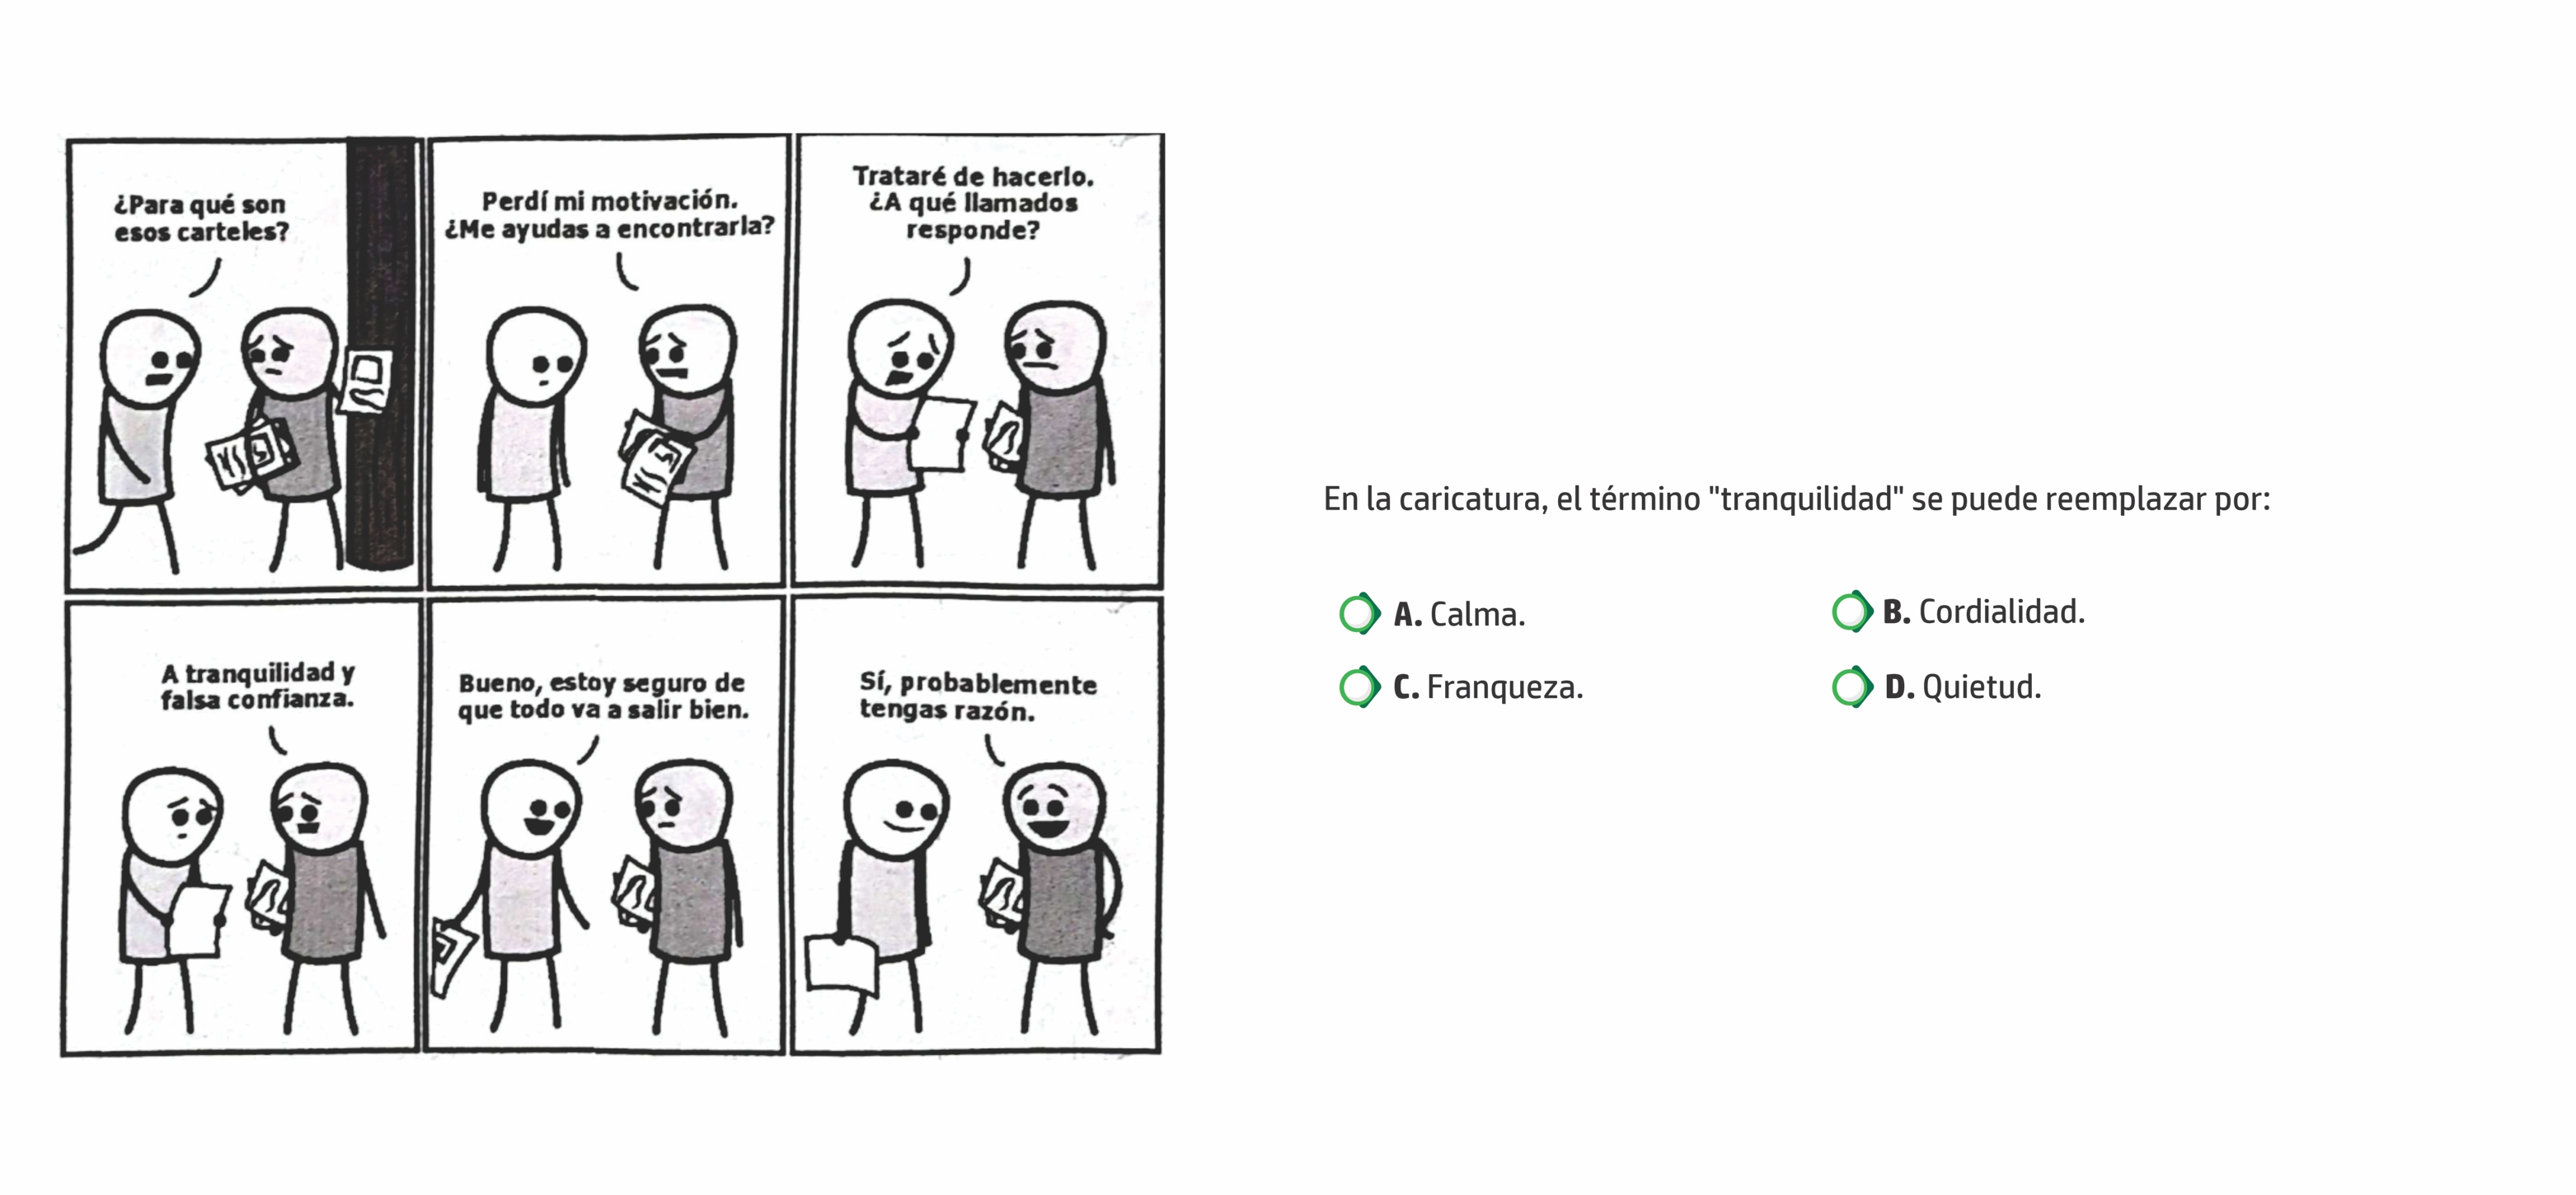 ¿Para qué son
esos carteles?
Perdí mi motivación.
¿Me ayudas a encontrarla?
Trataré de hacerlo.
¿A qué llamados
responde?
A tranquilidad y
falsa confianza.
Bueno, estoy seguro de
que todo va a salir bien.
Sí, probablemente
tengas razón.
En la caricatura, el término "tranquilidad" se puede reemplazar por:
A. Calma.
B. Cordialidad.
C. Franqueza.
D. Quietud.